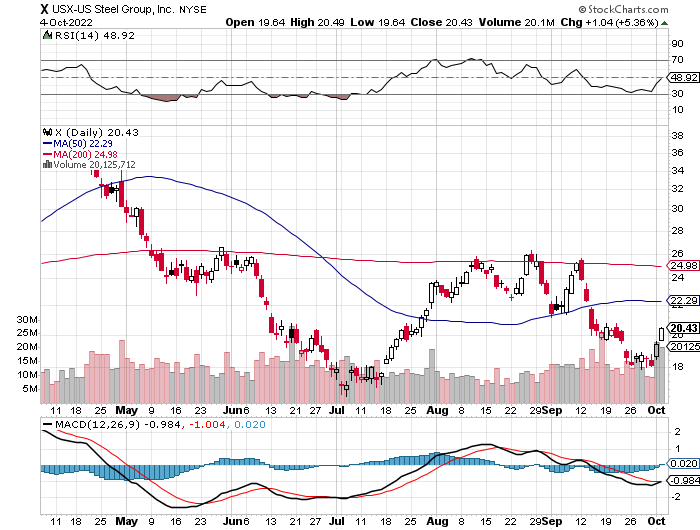 X USX-US Steel Group, Inc. NYSE © StockCharts.com
4-Oct-2022 Open 19.64 High 20.49 Low 19.64 Close 20.43 Volume 20.1M Chg +1.04 (+5.36%)
RSI(14) 48.92
90
70
48.92
30
10
X (Daily) 20.43
MA(50) 22.29
MA(200) 24.98
Volume 20,125,712
38
36
34
32
30
28
26
24.98
24
22.29
22
20.43
20
20125
18
30M
25M
20M
15M
10M
5M
11 18 25 May 9 16 23 Jun 6 13 21 27 Jul 11 18 25 Aug 8 15 22 29 Sep 12 19 26 Oct
MACD(12,26,9) -0.984, -1.004, 0.020
2
1
0.020
-0.984
-2
11 18 25 May 9 16 23 Jun 6 13 21 27 Jul 11 18 25 Aug 8 15 22 29 Sep 12 19 26 Oct